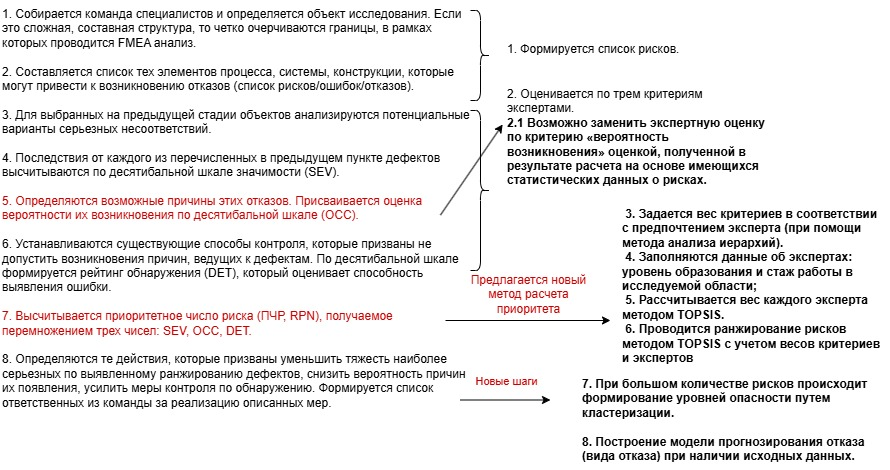 1. Собирается команда специалистов и определяется объект исследования. Если
это сложная, составная структура, то четко очерчиваются границы, в рамках
которых проводится FMEA анализ.
2. Составляется список тех элементов процесса, системы, конструкции, которые
могут привести к возникновению отказов (список рисков/ошибок/отказов).
3. Для выбранных на предыдущей стадии объектов анализируются потенциальные
варианты серьезных несоответствий.
4. Последствия от каждого из перечисленных в предыдущем пункте дефектов
высчитываются по десятибальной шкале значимости (SEV).
5. Определяются возможные причины этих отказов. Присваивается оценка
вероятности их возникновения по десятибальной шкале (OCC).
6. Устанавливаются существующие способы контроля, которые призваны не
допустить возникновения причин, ведущих к дефектам. По десятибальной шкале
формируется рейтинг обнаружения (DET), который оценивает способность
выявления ошибки.
7. Высчитывается приоритетное число риска (ПЧР, RPN), получаемое
перемножением трех чисел: SEV, OCC, DET.
8. Определяются те действия, которые призваны уменьшить тяжесть наиболее
серьезных по выявленному ранжированию дефектов, снизить вероятность причин
их появления, усилить меры контроля по обнаружению. Формируется список
ответственных из команды за реализацию описанных мер.
1. Формируется список рисков.
2. Оценивается по трем критериям
экспертами.
2.1 Возможно заменить экспертную оценку
по критерию «вероятность
возникновения» оценкой, полученной в
результате расчета на основе имеющихся
статистических данных о рисках.
Предлагается новый
метод расчета
приоритета
3. Задается вес критериев в соответствии
с предпочтением эксперта (при помощи
метода анализа иерархий).
4. Заполняются данные об экспертах:
уровень образования и стаж работы в
исследуемой области;
5. Рассчитывается вес каждого эксперта
методом TOPSIS.
6. Проводится ранжирование рисков
методом TOPSIS с учетом весов критериев
и экспертов
Новые шаги
7. При большом количестве рисков происходит
формирование уровней опасности путем
кластеризации.
8. Построение модели прогнозирования отказа
(вида отказа) при наличии исходных данных.